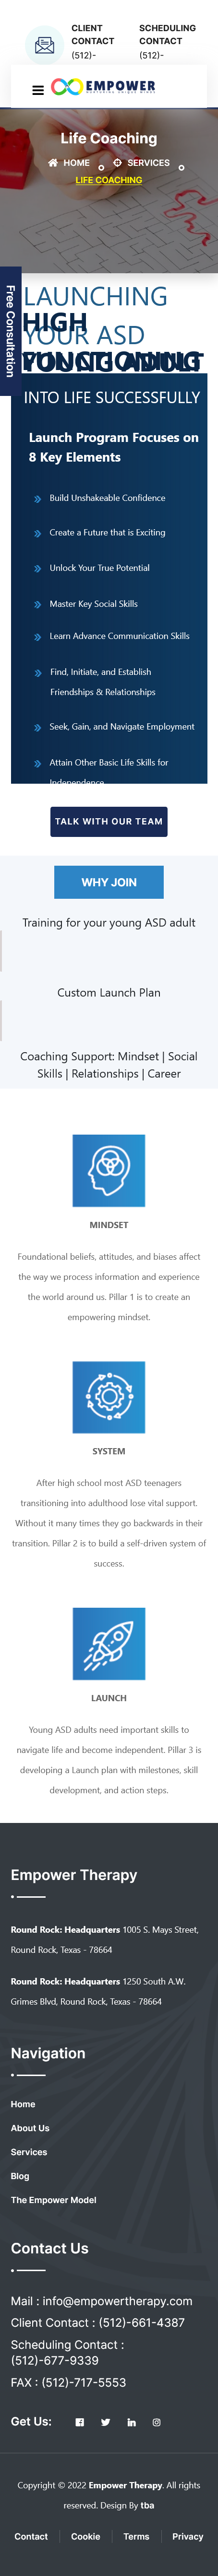 CLIENT
CONTACT
(512)-
SCHEDULING
CONTACT
(512)-
EMPOWER
Life Coaching
HOME
SERVICES
LIFE COACHING
Free Consultation
LAUNCHING
HIGH
FUNCTIONING
YOUR ASD
YOUNG ADULT
INTO LIFE SUCCESSFULLY
Launch Program Focuses on
8 Key Elements
Build Unshakeable Confidence
Create a Future that is Exciting
Unlock Your True Potential
Master Key Social Skills
Learn Advance Communication Skills
Find, Initiate, and Establish
Friendships & Relationships
Seek, Gain, and Navigate Employment
Attain Other Basic Life Skills for
Independence
TALK WITH OUR TEAM
WHY JOIN
Training for your young ASD adult
Custom Launch Plan
Coaching Support: Mindset | Social
Skills | Relationships | Career
MINDSET
Foundational beliefs, attitudes, and biases affect
the way we process information and experience
the world around us. Pillar 1 is to create an
empowering mindset.
SYSTEM
After high school most ASD teenagers
transitioning into adulthood lose vital support.
Without it many times they go backwards in their
transition. Pillar 2 is to build a self-driven system of
success.
LAUNCH
Young ASD adults need important skills to
navigate life and become independent. Pillar 3 is
developing a Launch plan with milestones, skill
development, and action steps.
Empower Therapy
Round Rock: Headquarters 1005 S. Mays Street,
Round Rock, Texas - 78664
Round Rock: Headquarters 1250 South A.W.
Grimes Blvd, Round Rock, Texas - 78664
Navigation
Home
About Us
Services
Blog
The Empower Model
Contact Us
Mail : info@empowertherapy.com
Client Contact : (512)-661-4387
Scheduling Contact :
(512)-677-9339
FAX : (512)-717-5553
Get Us:
Copyright © 2022 Empower Therapy. All rights
reserved. Design By tba
Contact
Cookie
Terms
Privacy